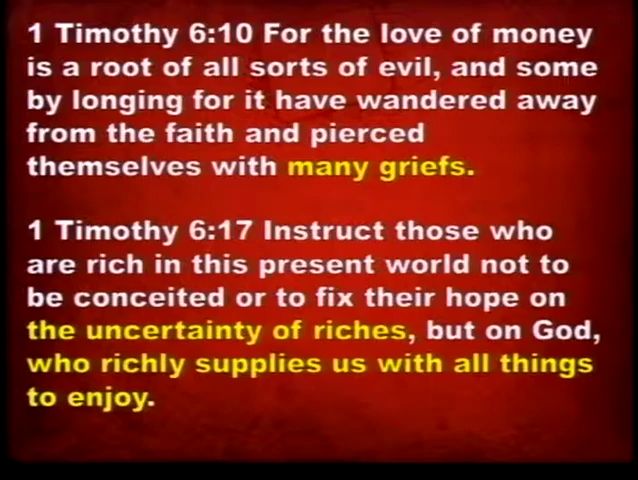 1 Timothy 6:10 For the love of money
is a root of all sorts of evil, and some
by longing for it have wandered away
from the faith and pierced
themselves with many griefs.
1 Timothy 6:17 Instruct those who
are rich in this present world not to
be conceited or to fix their hope on
the uncertainty of riches, but on God,
who richly supplies us with all things
to enjoy.